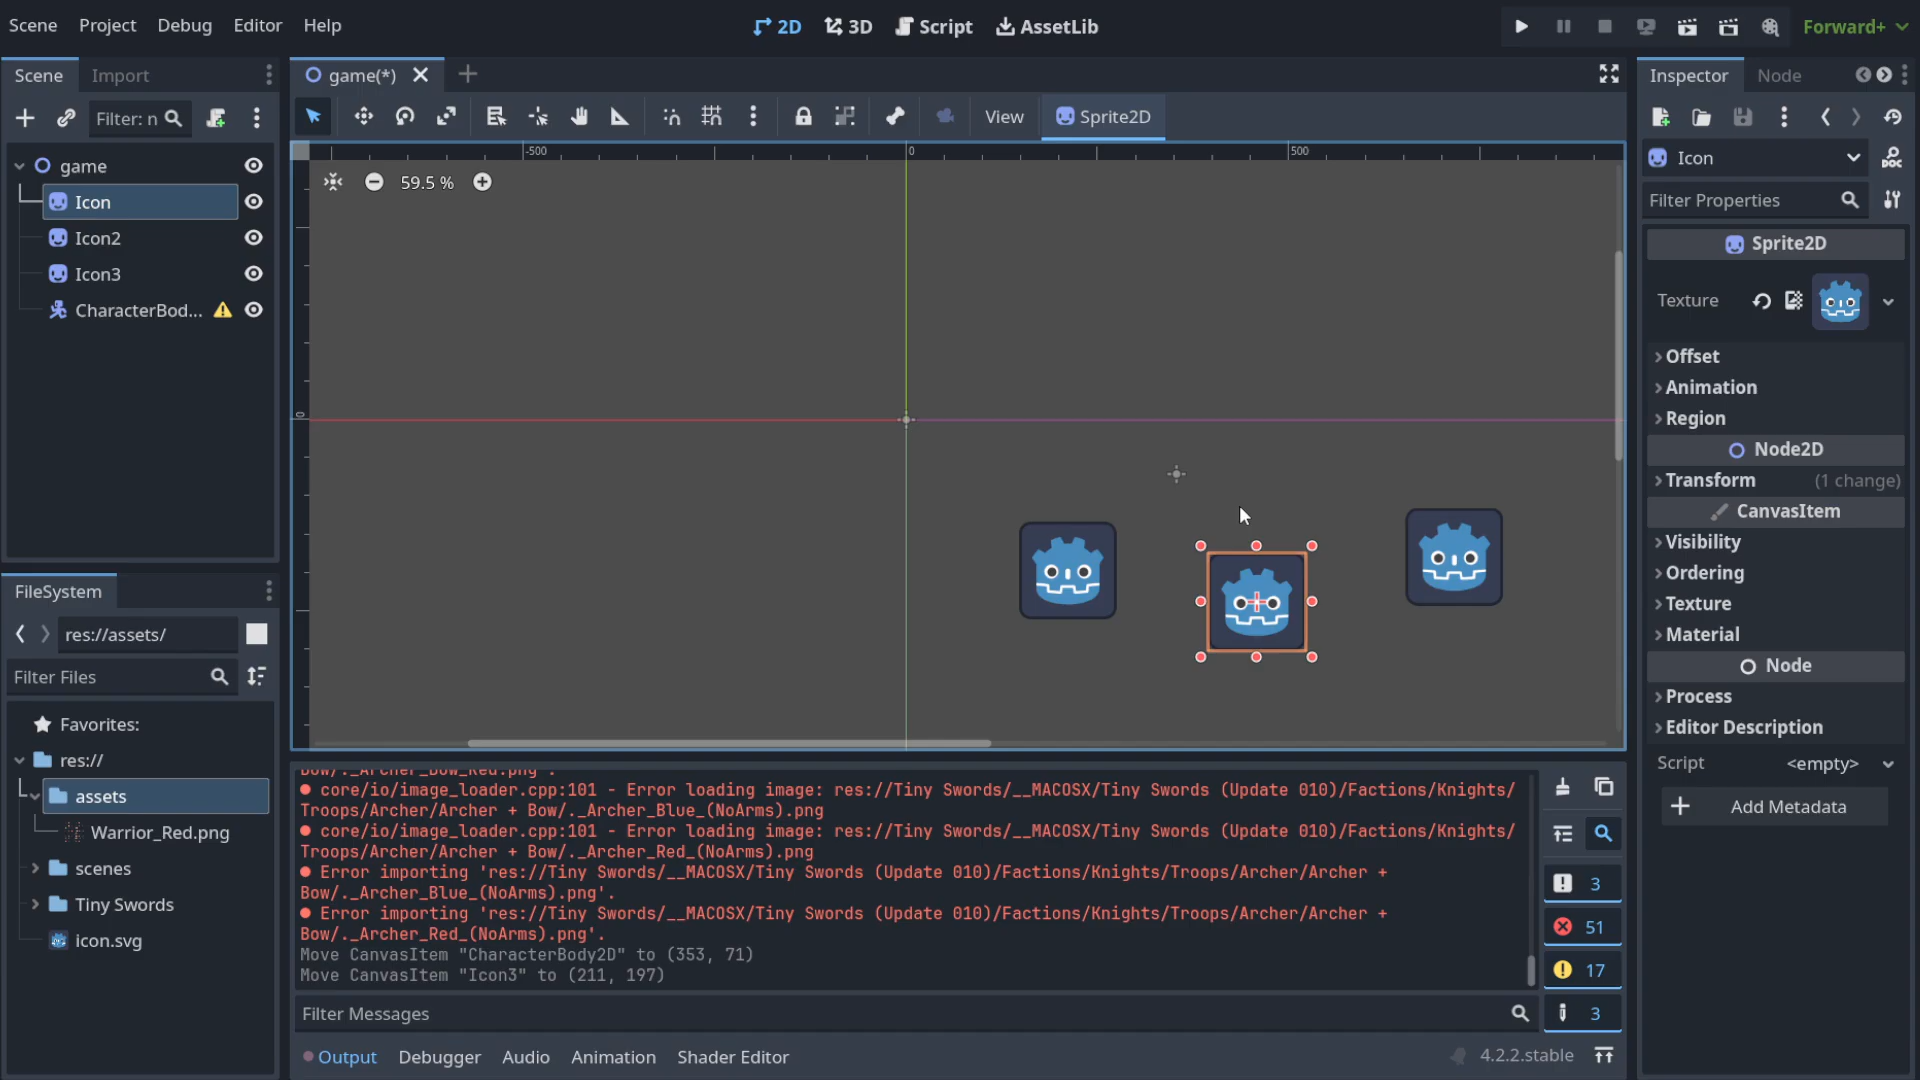 Scene Project Debug Editor Help
2D 3D Script AssetLib
Forward+
Scene Import
game(*)
Inspector Node
Filter: n
View Sprite2D
game
Icon
Icon2
Icon3
CharacterBod...
-500 0 500
59.5 %
0
Icon
Filter Properties
Sprite2D
Texture
Offset
Animation
Region
Node2D
Transform (1 change)
CanvasItem
Visibility
Ordering
Texture
Material
Node
Process
Editor Description
Script <empty>
Add Metadata
FileSystem
res://assets/
Filter Files
Favorites:
res://
assets
Warrior_Red.png
scenes
Tiny Swords
icon.svg
Bow/._Archer_Bow_Red.png'.
core/io/image_loader.cpp:101 - Error loading image: res://Tiny Swords/__MACOSX/Tiny Swords (Update 010)/Factions/Knights/
Troops/Archer/Archer + Bow/._Archer_Blue_(NoArms).png
core/io/image_loader.cpp:101 - Error loading image: res://Tiny Swords/__MACOSX/Tiny Swords (Update 010)/Factions/Knights/
Troops/Archer/Archer + Bow/._Archer_Red_(NoArms).png
Error importing 'res://Tiny Swords/__MACOSX/Tiny Swords (Update 010)/Factions/Knights/Troops/Archer/Archer +
Bow/._Archer_Blue_(NoArms).png'.
Error importing 'res://Tiny Swords/__MACOSX/Tiny Swords (Update 010)/Factions/Knights/Troops/Archer/Archer +
Bow/._Archer_Red_(NoArms).png'.
Move CanvasItem "CharacterBody2D" to (353, 71)
Move CanvasItem "Icon3" to (211, 197)
3
51
17
3
Filter Messages
Output Debugger Audio Animation Shader Editor
4.2.2.stable
DOC